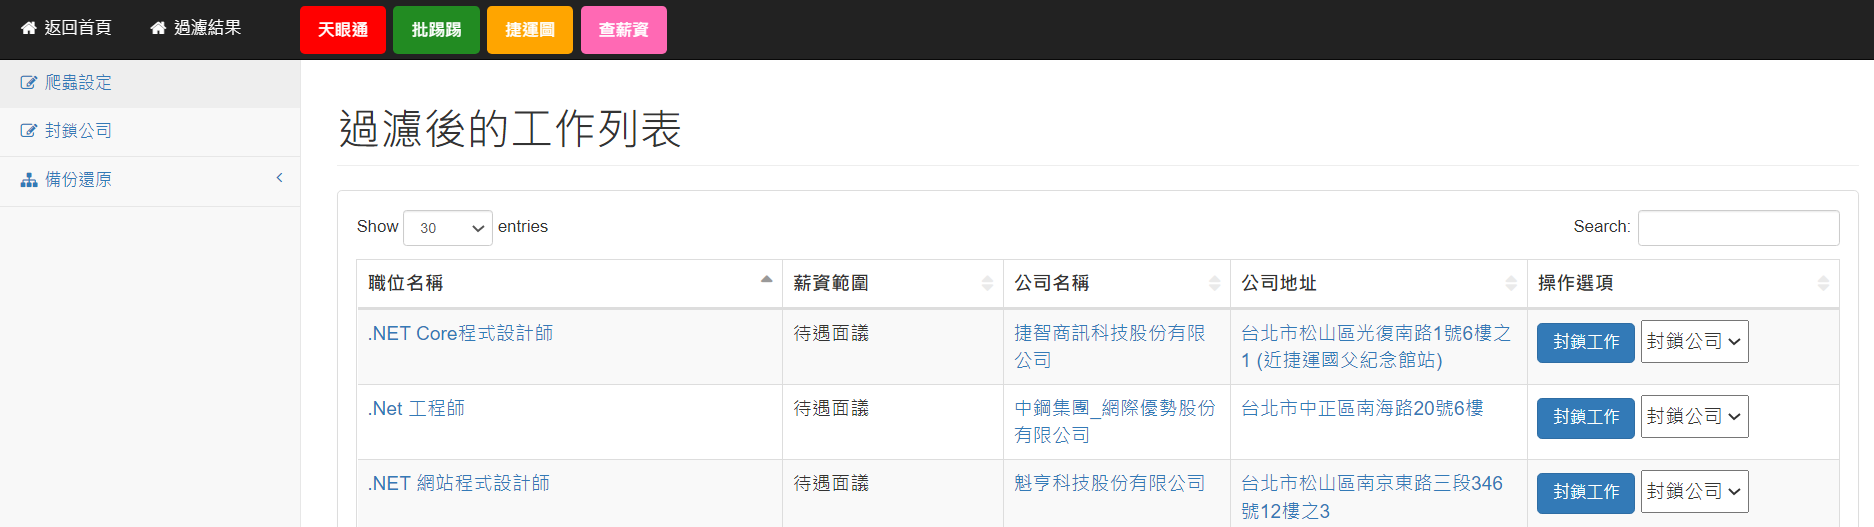 返回首頁 過濾結果 天眼通 批踢踢 捷運圖 查薪資
爬蟲設定
封鎖公司
備份還原
過濾後的工作列表
Show 30 entries Search:
職位名稱 薪資範圍 公司名稱 公司地址 操作選項
.NET Core程式設計師 待遇面議 捷智商訊科技股份有限 台北市松山區光復南路1號6樓之 封鎖工作 封鎖公司
公司 1 (近捷運國父紀念館站)
.Net 工程師 待遇面議 中鋼集團_網際優勢股份 台北市中正區南海路20號6樓 封鎖工作 封鎖公司
有限公司
.NET 網站程式設計師 待遇面議 魁亨科技股份有限公司 台北市松山區南京東路三段346 封鎖工作 封鎖公司
號12樓之3